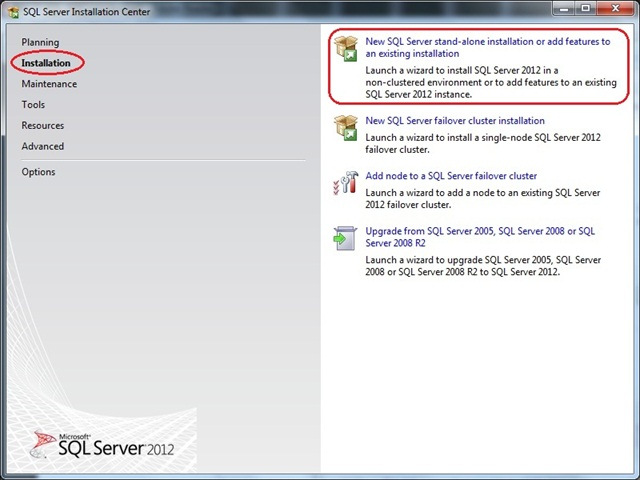 SQL Server Installation Center
Planning
Installation
Maintenance
Tools
Resources
Advanced
Options
New SQL Server stand-alone installation or add features to
an existing installation
Launch a wizard to install SQL Server 2012 in a
non-clustered environment or to add features to an existing
SQL Server 2012 instance.
New SQL Server failover cluster installation
Launch a wizard to install a single-node SQL Server 2012
failover cluster.
Add node to a SQL Server failover cluster
Launch a wizard to add a node to an existing SQL Server
2012 failover cluster.
Upgrade from SQL Server 2005, SQL Server 2008 or SQL
Server 2008 R2
Launch a wizard to upgrade SQL Server 2005, SQL Server
2008 or SQL Server 2008 R2 to SQL Server 2012.
Microsoft®
SQL Server 2012